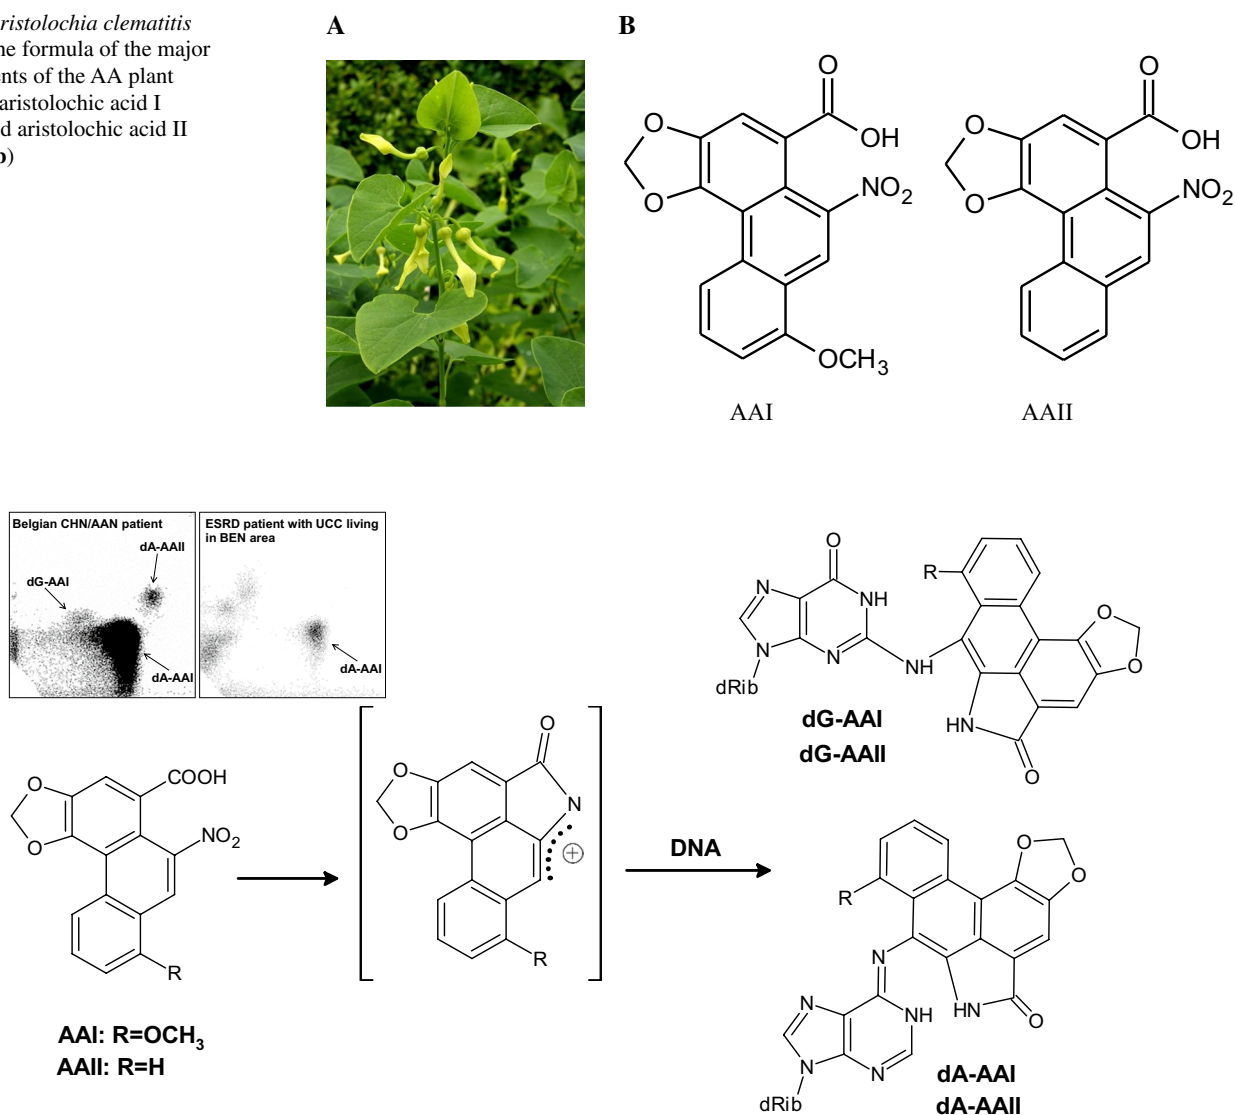 ristolochia clematitis
ne formula of the major
ents of the AA plant
aristolochic acid I
d aristolochic acid II
b)
A
B
O
OH
O
O
NO2
OCH3
AAI
O
OH
O
O
NO2
AAII
Belgian CHN/AAN patient
dA-AAII
dG-AAI
dA-AAI
ESRD patient with UCC living
in BEN area
dA-AAI
O
O
COOH
NO2
R
AAI: R=OCH3
AAII: R=H
O
O
O
N
+
R
DNA
O
N
NH
N
N
NH
dRib
R
O
O
HN
O
dG-AAI
dG-AAII
R
O
O
N
HN
O
N
NH
N
N
dRib
dA-AAI
dA-AAII